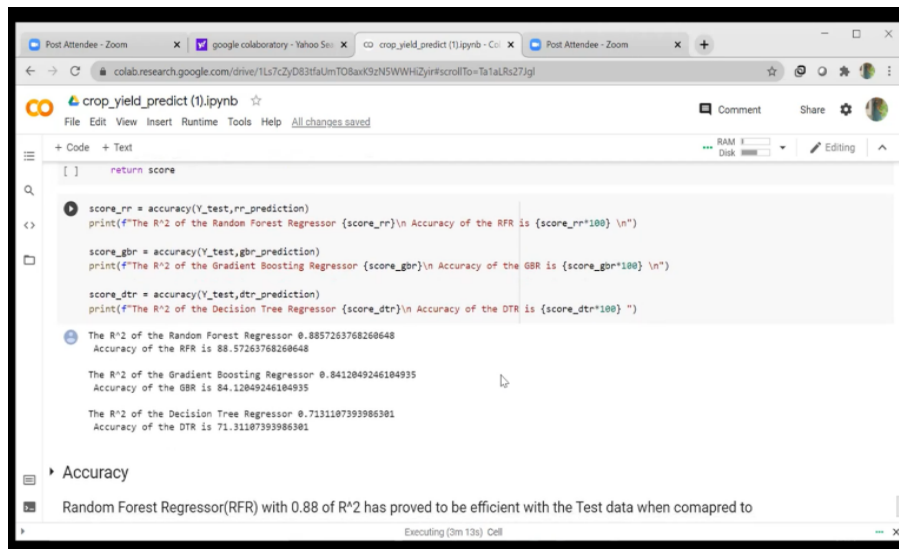 Post Attendee - Zoom
google colaboratory - Yahoo Sea
crop_yield_predict (1).ipynb - Col
Post Attendee - Zoom
colab.research.google.com/drive/1Ls7cZyD83tfaUmTO8axK9zN5WWHiZyir#scrollTo=Ta1aLRs27Jgl
crop_yield_predict (1).ipynb
Comment Share
File Edit View Insert Runtime Tools Help All changes saved
+ Code + Text
RAM
Disk
Editing
[ ] return score
score_rr = accuracy(Y_test,rr_prediction)
print(f"The R^2 of the Random Forest Regressor {score_rr}\n Accuracy of the RFR is {score_rr*100} \n")
score_gbr = accuracy(Y_test,gbr_prediction)
print(f"The R^2 of the Gradient Boosting Regressor {score_gbr}\n Accuracy of the GBR is {score_gbr*100} \n")
score_dtr = accuracy(Y_test,dtr_prediction)
print(f"The R^2 of the Decision Tree Regressor {score_dtr}\n Accuracy of the DTR is {score_dtr*100} ")
The R^2 of the Random Forest Regressor 0.8857263768260648
Accuracy of the RFR is 88.57263768260648
The R^2 of the Gradient Boosting Regressor 0.8412049246104935
Accuracy of the GBR is 84.12049246104935
The R^2 of the Decision Tree Regressor 0.7131107393986301
Accuracy of the DTR is 71.31107393986301
Accuracy
Random Forest Regressor(RFR) with 0.88 of R^2 has proved to be efficient with the Test data when comapred to
Executing (3m 13s) Cell